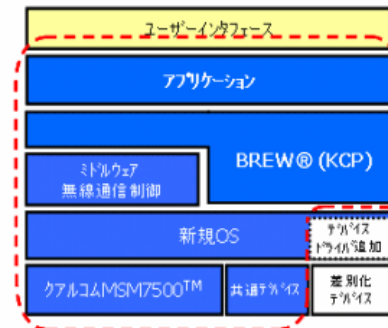 ユーザーインタフェース
アプリケーション
BREW® (KCP)
ミドルウェア
無線通信制御
新規OS
デバイス
ドライバ追加
クアルコムMSM7500™
共通デバイス
差別化
デバイス